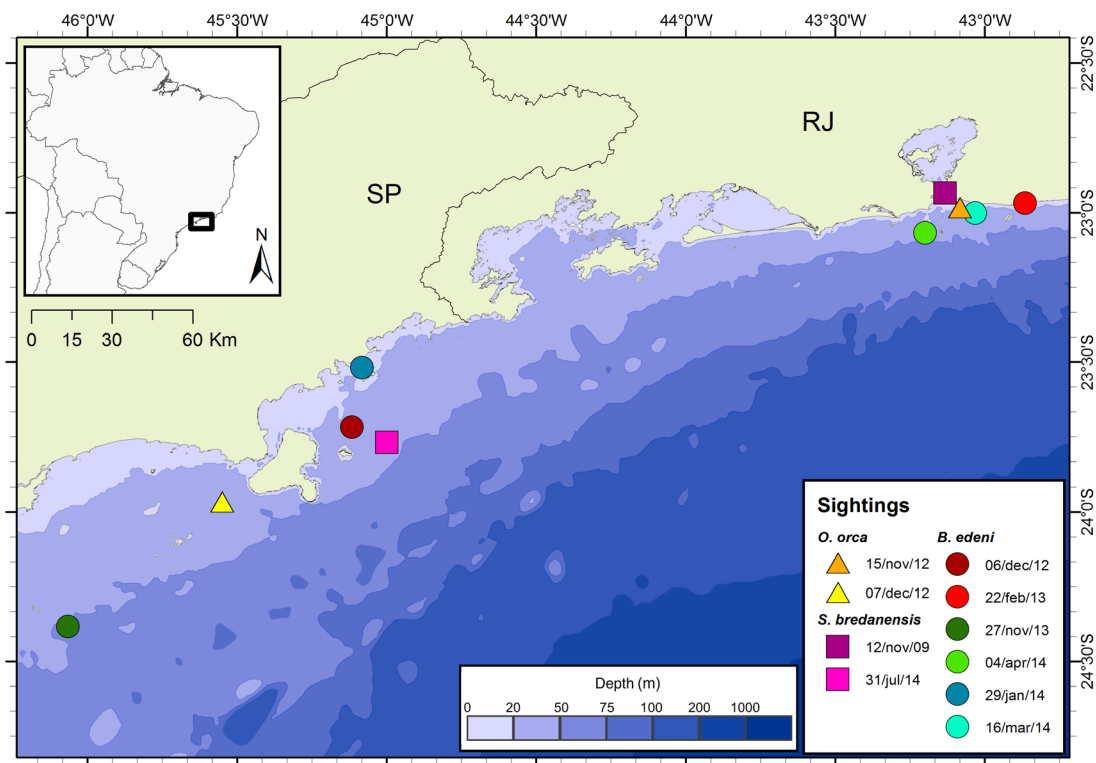 46°0'W 45°30'W 45°0'W 44°30'W 44°0'W 43°30'W 43°0'W
22°30'S
23°0'S
23°30'S
24°0'S
24°30'S
RJ
SP
N
0 15 30 60 Km
Sightings
O. orca
15/nov/12
07/dec/12
S. bredanensis
12/nov/09
31/jul/14
B. edeni
06/dec/12
22/feb/13
27/nov/13
04/apr/14
29/jan/14
16/mar/14
Depth (m)
0 20 50 75 100 200 1000